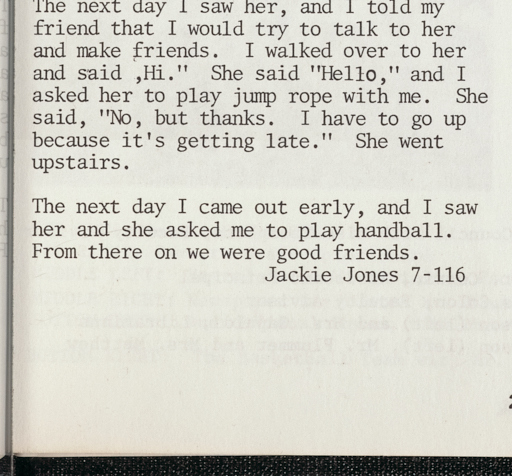 The next day I saw her, and I told my
friend that I would try to talk to her
and make friends. I walked over to her
and said ,Hi." She said "Hello," and I
asked her to play jump rope with me. She
said, "No, but thanks. I have to go up
because it's getting late." She went
upstairs.
The next day I came out early, and I saw
her and she asked me to play handball.
From there on we were good friends.
Jackie Jones 7-116